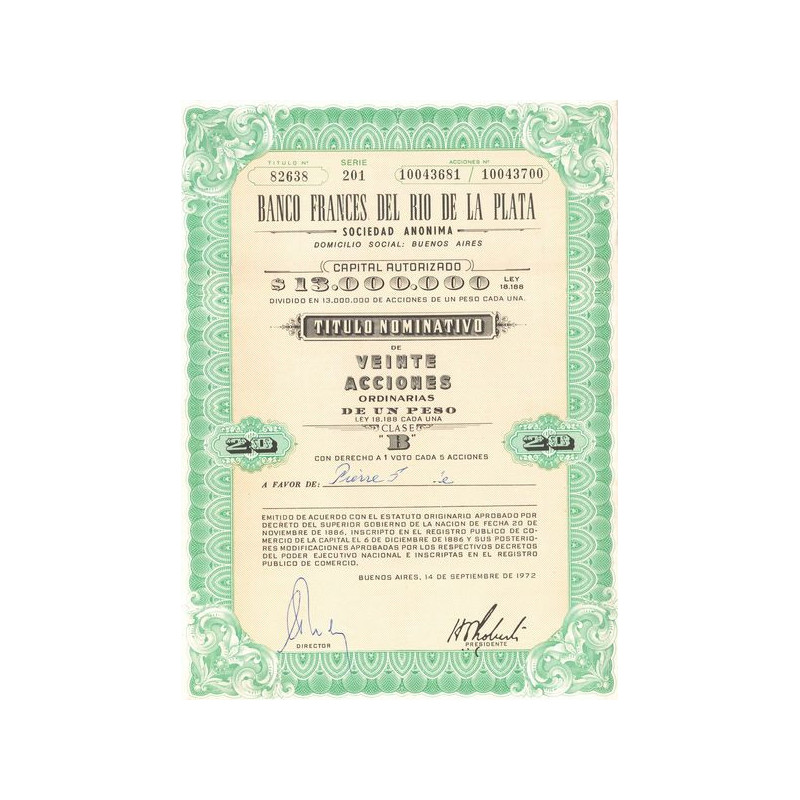 TITULO Nº SERIE ACCIONES Nº
82638 201 10043681 / 10043700
BANCO FRANCES DEL RIO DE LA PLATA
SOCIEDAD ANONIMA
DOMICILIO SOCIAL: BUENOS AIRES
CAPITAL AUTORIZADO
$ 13.000.000 LEY 18.188
DIVIDIDO EN 13.000.000 DE ACCIONES DE UN PESO CADA UNA.
TITULO NOMINATIVO
DE
VEINTE
ACCIONES
ORDINARIAS
DE UN PESO
LEY 18.188 CADA UNA
CLASE
"B"
20 20
CON DERECHO A 1 VOTO CADA 5 ACCIONES
A FAVOR DE: Pierre
EMITIDO DE ACUERDO CON EL ESTATUTO ORIGINARIO APROBADO POR
DECRETO DEL SUPERIOR GOBIERNO DE LA NACION DE FECHA 20 DE
NOVIEMBRE DE 1886, INSCRIPTO EN EL REGISTRO PUBLICO DE CO-
MERCIO DE LA CAPITAL EL 6 DE DICIEMBRE DE 1886 Y SUS POSTERIO-
RES MODIFICACIONES APROBADAS POR LOS RESPECTIVOS DECRETOS
DEL PODER EJECUTIVO NACIONAL E INSCRIPTAS EN EL REGISTRO
PUBLICO DE COMERCIO.
BUENOS AIRES, 14 DE SEPTIEMBRE DE 1972
DIRECTOR PRESIDENTE